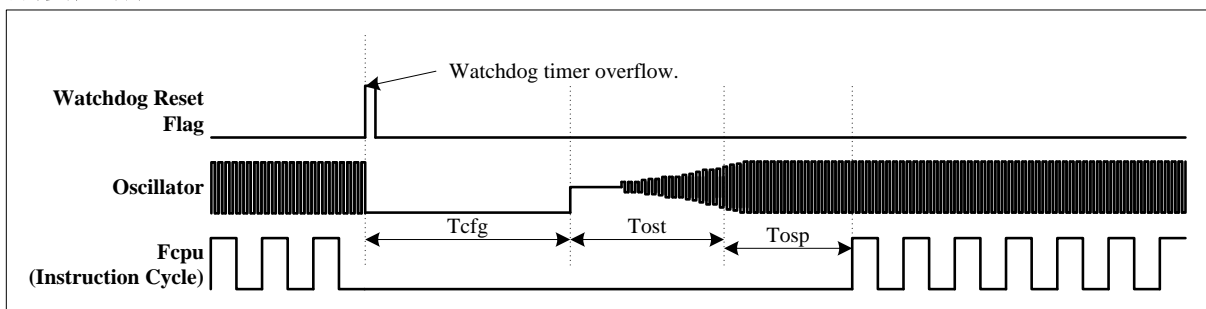 Watchdog timer overflow.
Watchdog Reset
Flag
Oscillator
Tcfg
Tost
Tosp
Fcpu
(Instruction Cycle)